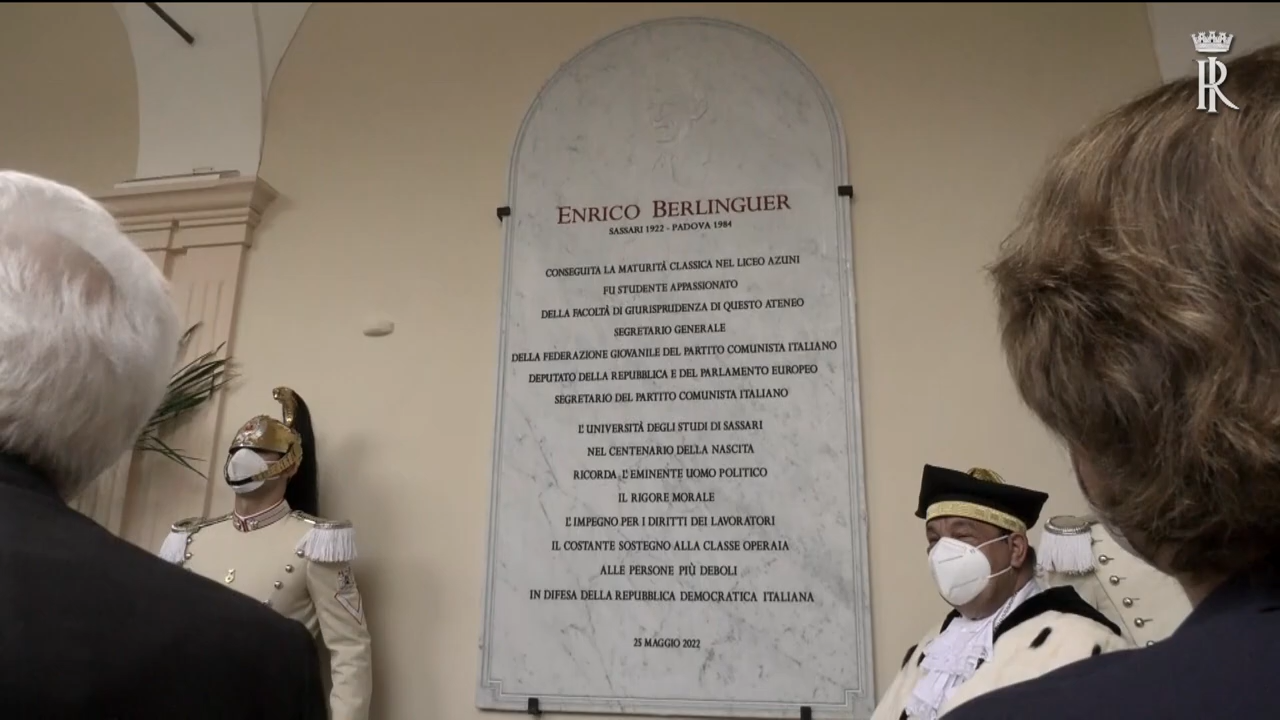 ENRICO BERLINGUER
SASSARI 1922 - PADOVA 1984
CONSEGUITA LA MATURITÀ CLASSICA NEL LICEO AZUNI
FU STUDENTE APPASSIONATO
DELLA FACOLTÀ DI GIURISPRUDENZA DI QUESTO ATENEO
SEGRETARIO GENERALE
DELLA FEDERAZIONE GIOVANILE DEL PARTITO COMUNISTA ITALIANO
DEPUTATO DELLA REPUBBLICA E DEL PARLAMENTO EUROPEO
SEGRETARIO DEL PARTITO COMUNISTA ITALIANO
L'UNIVERSITÀ DEGLI STUDI DI SASSARI
NEL CENTENARIO DELLA NASCITA
RICORDA L'EMINENTE UOMO POLITICO
IL RIGORE MORALE
L'IMPEGNO PER I DIRITTI DEI LAVORATORI
IL COSTANTE SOSTEGNO ALLA CLASSE OPERAIA
ALLE PERSONE PIÙ DEBOLI
IN DIFESA DELLA REPUBBLICA DEMOCRATICA ITALIANA
25 MAGGIO 2022